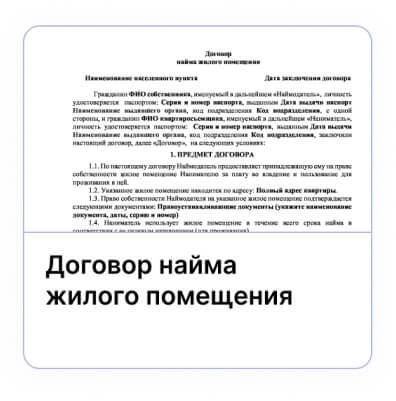 Договор
найма жилого помещения
Наименование населенного пункта Дата заключения договора
Гражданин ФИО собственника, именуемый в дальнейшем «Наймодатель», личность
удостоверяется паспортом: Серия и номер паспорта, выданным Дата выдачи паспорт
Наименование выдавшего органа, код подразделения Код подразделения, с одной
стороны, и гражданин ФИО квартиросъемщика, именуемый в дальнейшем «Наниматель»,
личность удостоверяется паспортом: Серия и номер паспорта, выданным Дата выдачи
Наименование выдавшего органа, код подразделения Код подразделения, заключили
настоящий договор, далее «Договор», на следующих условиях:
1. ПРЕДМЕТ ДОГОВОРА
1.1. По настоящему договору Наймодатель предоставляет принадлежащую ему на праве
собственности жилое помещение Нанимателю за плату во владение и пользование для
проживания в ней.
1.2. Указанное жилое помещение находится по адресу: Полный адрес квартиры.
1.3. Право собственности Наймодателя на указанное жилое помещение подтверждается
следующими документами: Правоустанавливающие документы (укажите наименование
документа, даты, серию и номер)
1.4. Наниматель использует жилое помещение в течение всего срока найма в
соответствии с
Договор найма
жилого помещения